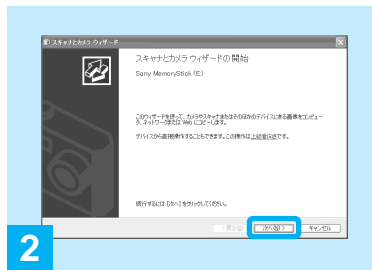 スキャナとカメラ ウィザード
スキャナとカメラ ウィザードの開始
Sony MemoryStick (E)
このウィザードを使って、カメラやスキャナまたはそのほかのデバイスにある画像をコンピュー
タ、ネットワークまたは Web にコピーします。
デバイスから直接操作することもできます。この操作は上級者向きです。
続行するには [次へ] をクリックしてください。
< 戻る(B)
次へ(N) >
キャンセル
2